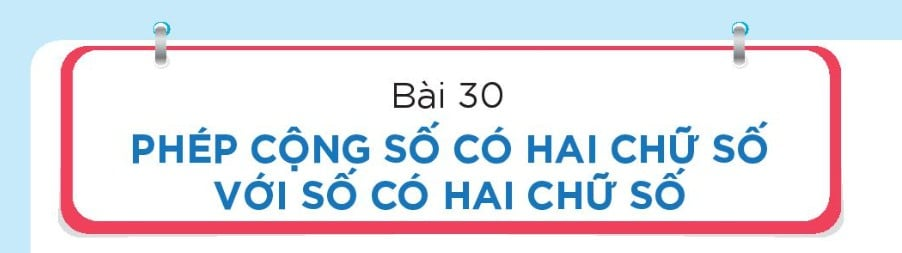 Bài 30
PHÉP CỘNG SỐ CÓ HAI CHỮ SỐ
VỚI SỐ CÓ HAI CHỮ SỐ